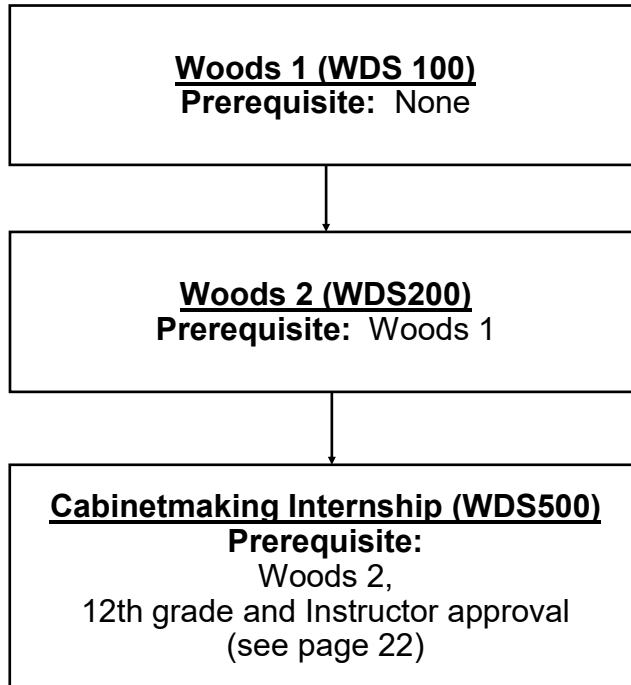 Woods 1 (WDS 100)
Prerequisite: None
Woods 2 (WDS200)
Prerequisite: Woods 1
Cabinetmaking Internship (WDS500)
Prerequisite:
Woods 2,
12th grade and Instructor approval
(see page 22)